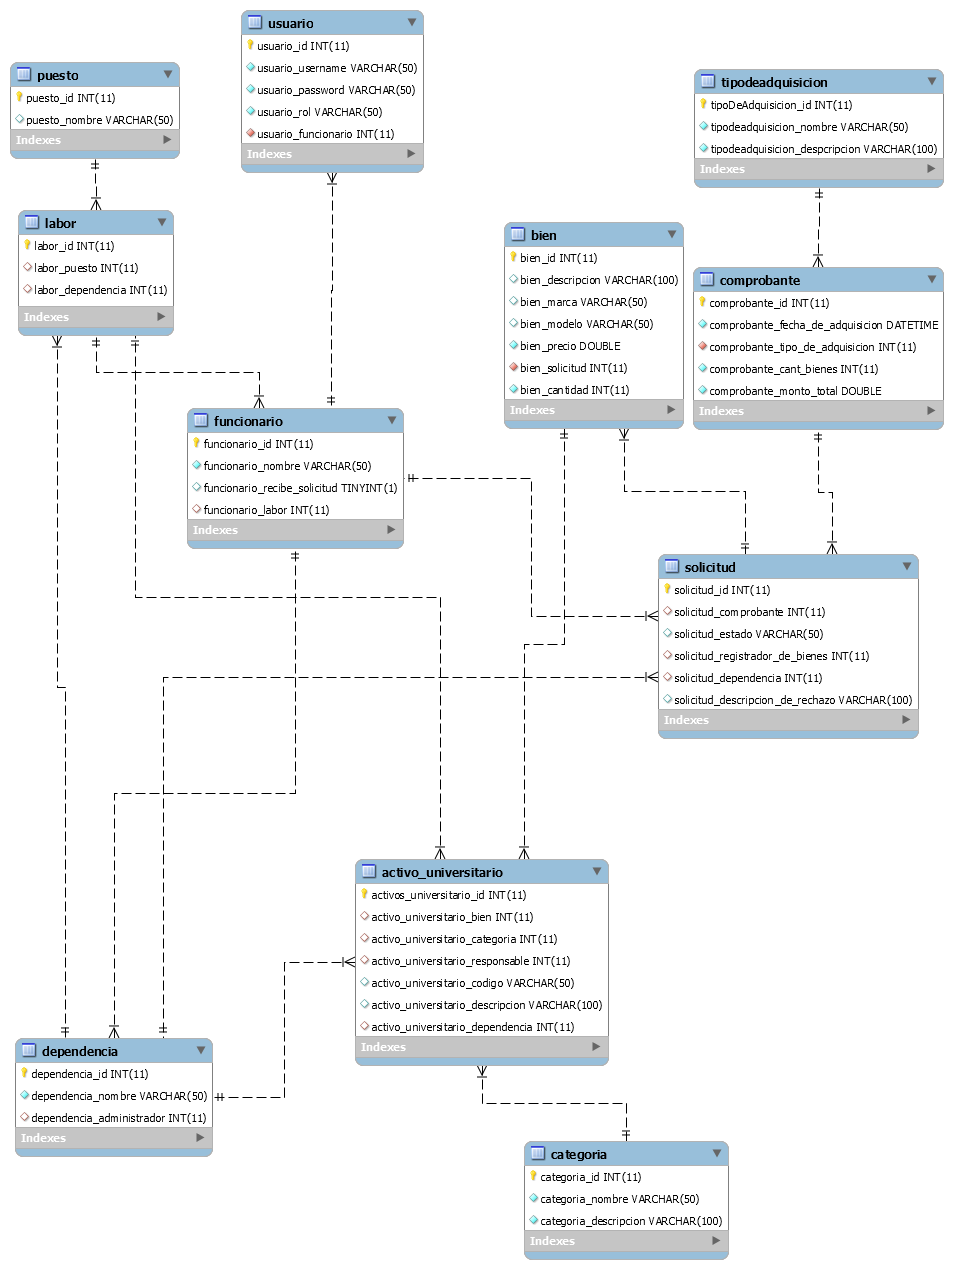 usuario
usuario_id INT(11)
usuario_username VARCHAR(50)
usuario_password VARCHAR(50)
usuario_rol VARCHAR(50)
usuario_funcionario INT(11)
Indexes
puesto
puesto_id INT(11)
puesto_nombre VARCHAR(50)
Indexes
tipodeadquisicion
tipoDeAdquisicion_id INT(11)
tipodeadquisicion_nombre VARCHAR(50)
tipodeadquisicion_despcripcion VARCHAR(100)
Indexes
labor
labor_id INT(11)
labor_puesto INT(11)
labor_dependencia INT(11)
Indexes
bien
bien_id INT(11)
bien_descripcion VARCHAR(100)
bien_marca VARCHAR(50)
bien_modelo VARCHAR(50)
bien_precio DOUBLE
bien_solicitud INT(11)
bien_cantidad INT(11)
Indexes
comprobante
comprobante_id INT(11)
comprobante_fecha_de_adquisicion DATETIME
comprobante_tipo_de_adquisicion INT(11)
comprobante_cant_bienes INT(11)
comprobante_monto_total DOUBLE
Indexes
funcionario
funcionario_id INT(11)
funcionario_nombre VARCHAR(50)
funcionario_recibe_solicitud TINYINT(1)
funcionario_labor INT(11)
Indexes
solicitud
solicitud_id INT(11)
solicitud_comprobante INT(11)
solicitud_estado VARCHAR(50)
solicitud_registrador_de_bienes INT(11)
solicitud_dependencia INT(11)
solicitud_descripcion_de_rechazo VARCHAR(100)
Indexes
activo_universitario
activos_universitario_id INT(11)
activo_universitario_bien INT(11)
activo_universitario_categoria INT(11)
activo_universitario_responsable INT(11)
activo_universitario_codigo VARCHAR(50)
activo_universitario_descripcion VARCHAR(100)
activo_universitario_dependencia INT(11)
Indexes
dependencia
dependencia_id INT(11)
dependencia_nombre VARCHAR(50)
dependencia_administrador INT(11)
Indexes
categoria
categoria_id INT(11)
categoria_nombre VARCHAR(50)
categoria_descripcion VARCHAR(100)
Indexes